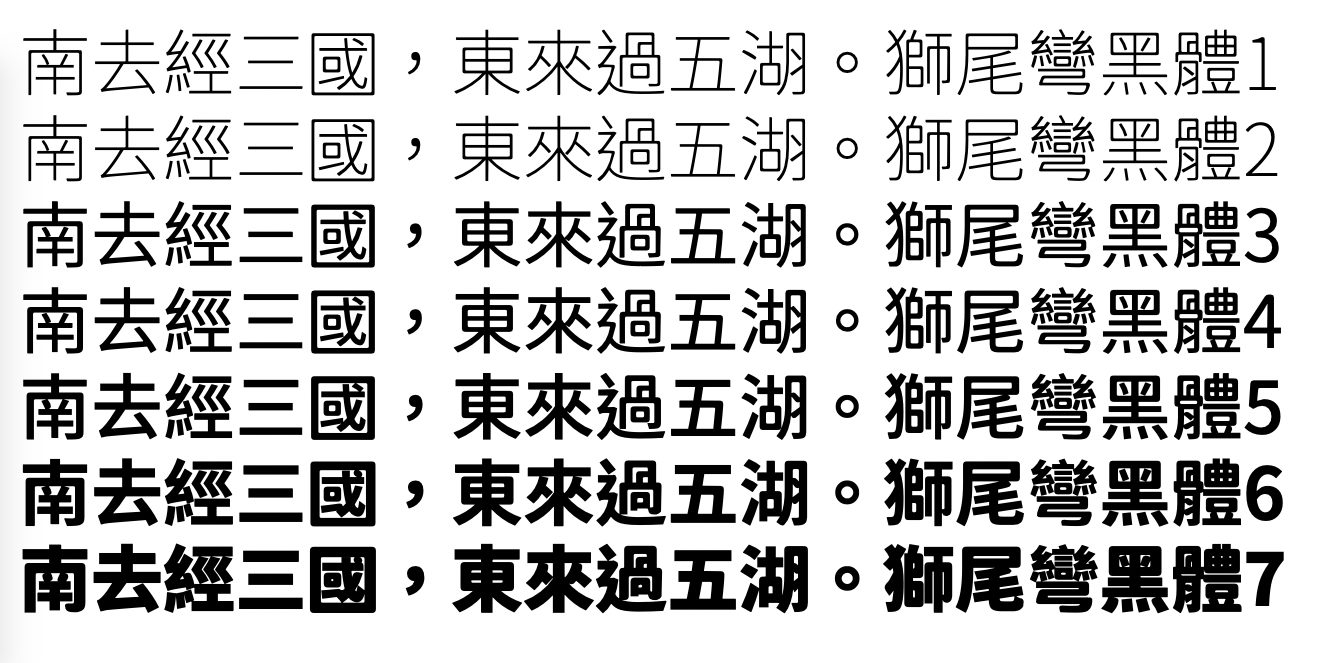 南去經三國，東來過五湖。獅尾彎黑體1
南去經三國，東來過五湖。獅尾彎黑體2
南去經三國，東來過五湖。獅尾彎黑體3
南去經三國，東來過五湖。獅尾彎黑體4
南去經三國，東來過五湖。獅尾彎黑體5
南去經三國，東來過五湖。獅尾彎黑體6
南去經三國，東來過五湖。獅尾彎黑體7